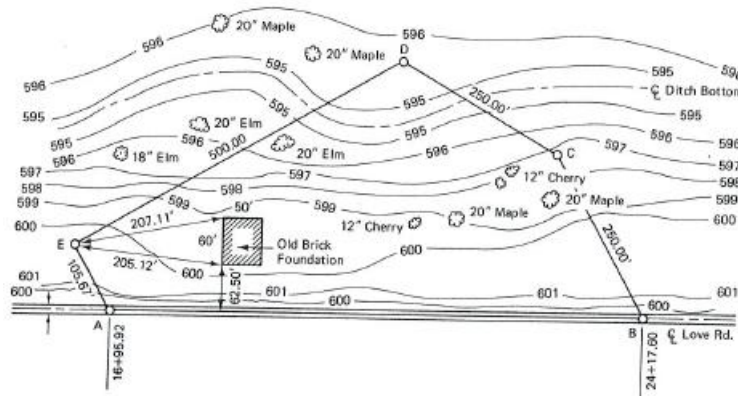 20" Maple
596
D
596
20" Maple
596
596
595
595
595
℄ Ditch Bottom
595
250.00'
595
595
595
595
20" Elm
595
596
596
500.00
20" Elm
596
C
597
596
18" Elm
597
597
597
598
598
12" Cherry
598
599
50'
599
20" Maple
599
600
207.11'
12" Cherry
20" Maple
600
60'
Old Brick
Foundation
600
250.00'
E
205.12'
600
62.50'
105.67'
601
601
601
601
600
600
600
A
B
℄ Love Rd.
16+95.92
24+17.60